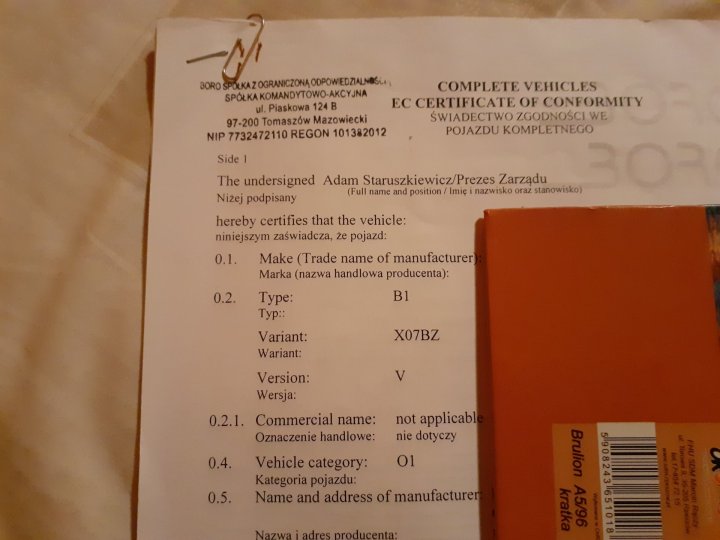 BORO SPÓŁKA Z OGRANICZONĄ ODPOWIEDZIALNOŚCIĄ
SPÓŁKA KOMANDYTOWO-AKCYJNA
ul. Piaskowa 124 B
97-200 Tomaszów Mazowiecki
NIP 7732472110 REGON 101382012
COMPLETE VEHICLES
EC CERTIFICATE OF CONFORMITY
ŚWIADECTWO ZGODNOŚCI WE
POJAZDU KOMPLETNEGO
Side 1
The undersigned Adam Staruszkiewicz/Prezes Zarządu
(Full name and position / Imię i nazwisko oraz stanowisko)
Niżej podpisany
hereby certifies that the vehicle:
niniejszym zaświadcza, że pojazd:
0.1. Make (Trade name of manufacturer):
Marka (nazwa handlowa producenta):
0.2. Type: B1
Typ::
Variant: X07BZ
Wariant:
Version: V
Wersja:
0.2.1. Commercial name: not applicable
Oznaczenie handlowe: nie dotyczy
0.4. Vehicle category: O1
Kategoria pojazdu:
0.5. Name and address of manufacturer:
Nazwa i adres producenta:
Brulion A5/96
kratka
5908243651018